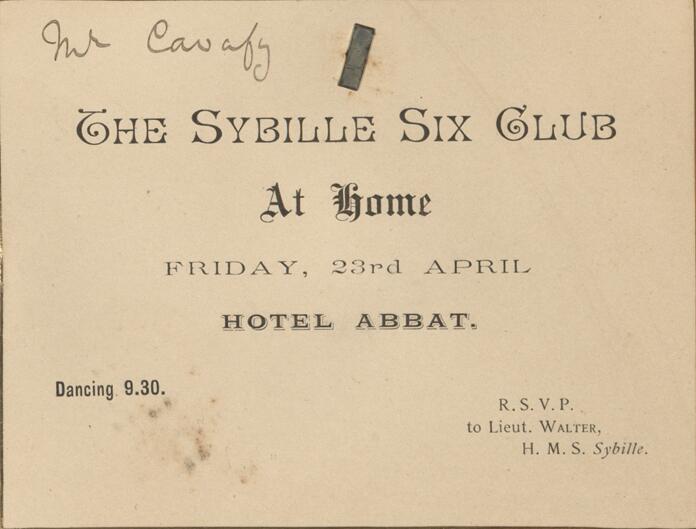 Mr Cavafy
THE SYBILLE SIX CLUB
At Home
FRIDAY, 23rd APRIL
HOTEL ABBAT.
Dancing 9.30.
R. S. V. P.
to Lieut. WALTER,
H. M. S. Sybille.